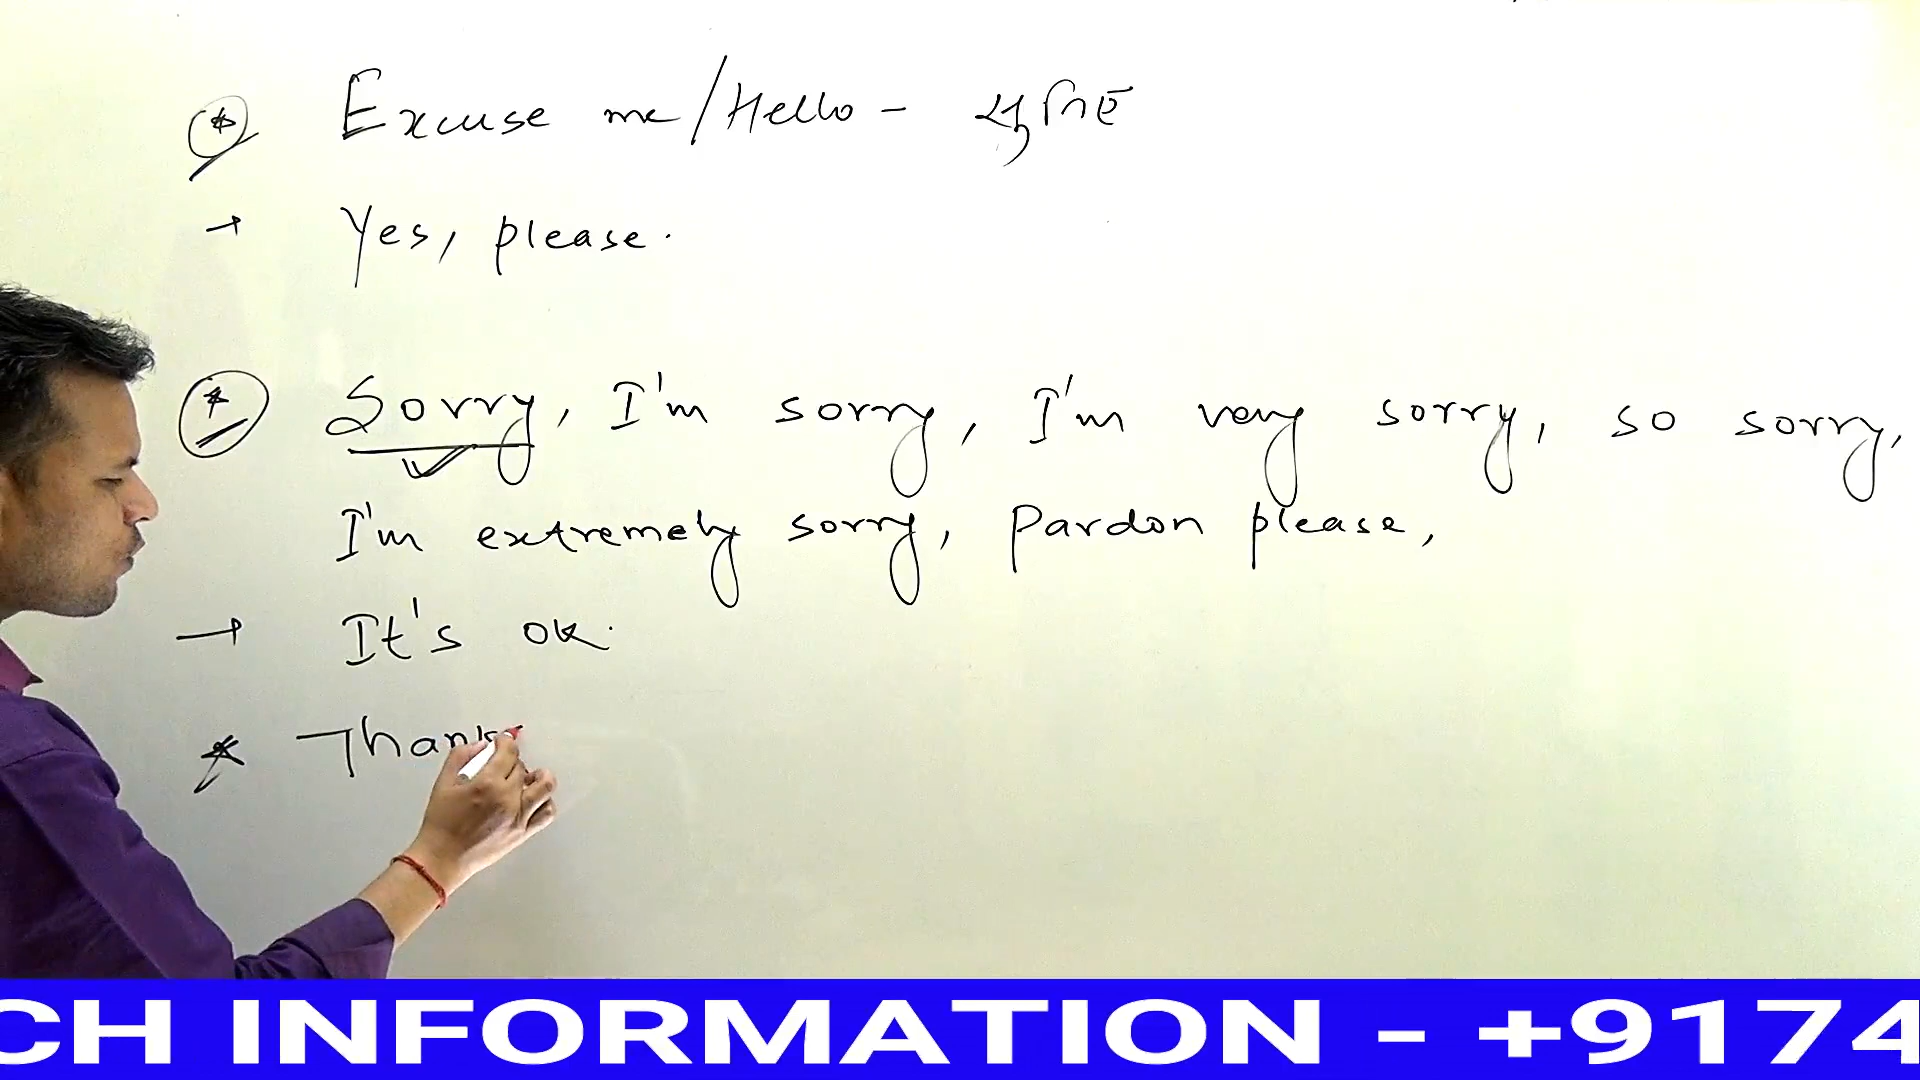 * Excuse me/Hello - सुनिए
→ Yes, please.
* Sorry, I'm sorry, I'm very sorry, so sorry,
I'm extremely sorry, Pardon please,
→ It's ok.
* Thank
CH INFORMATION - +9174